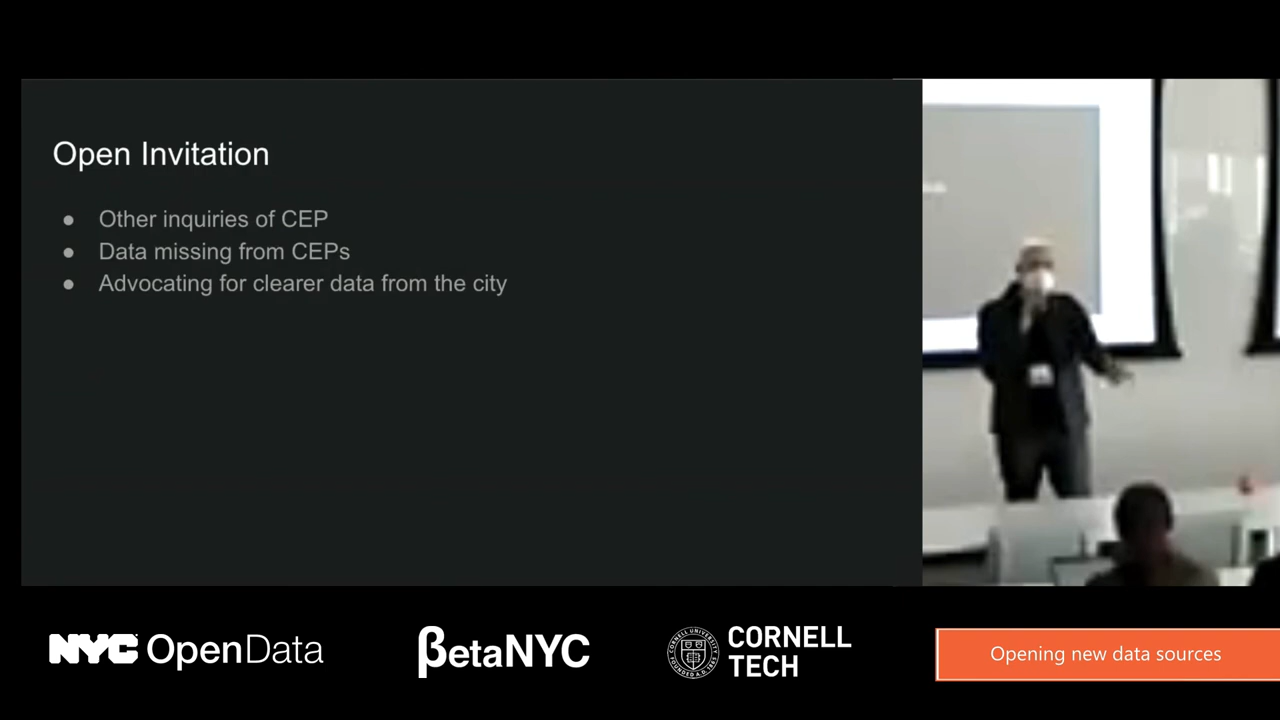 Open Invitation
● Other inquiries of CEP
● Data missing from CEPs
● Advocating for clearer data from the city
NYC OpenData
βetaNYC
CORNELL
TECH
Opening new data sources